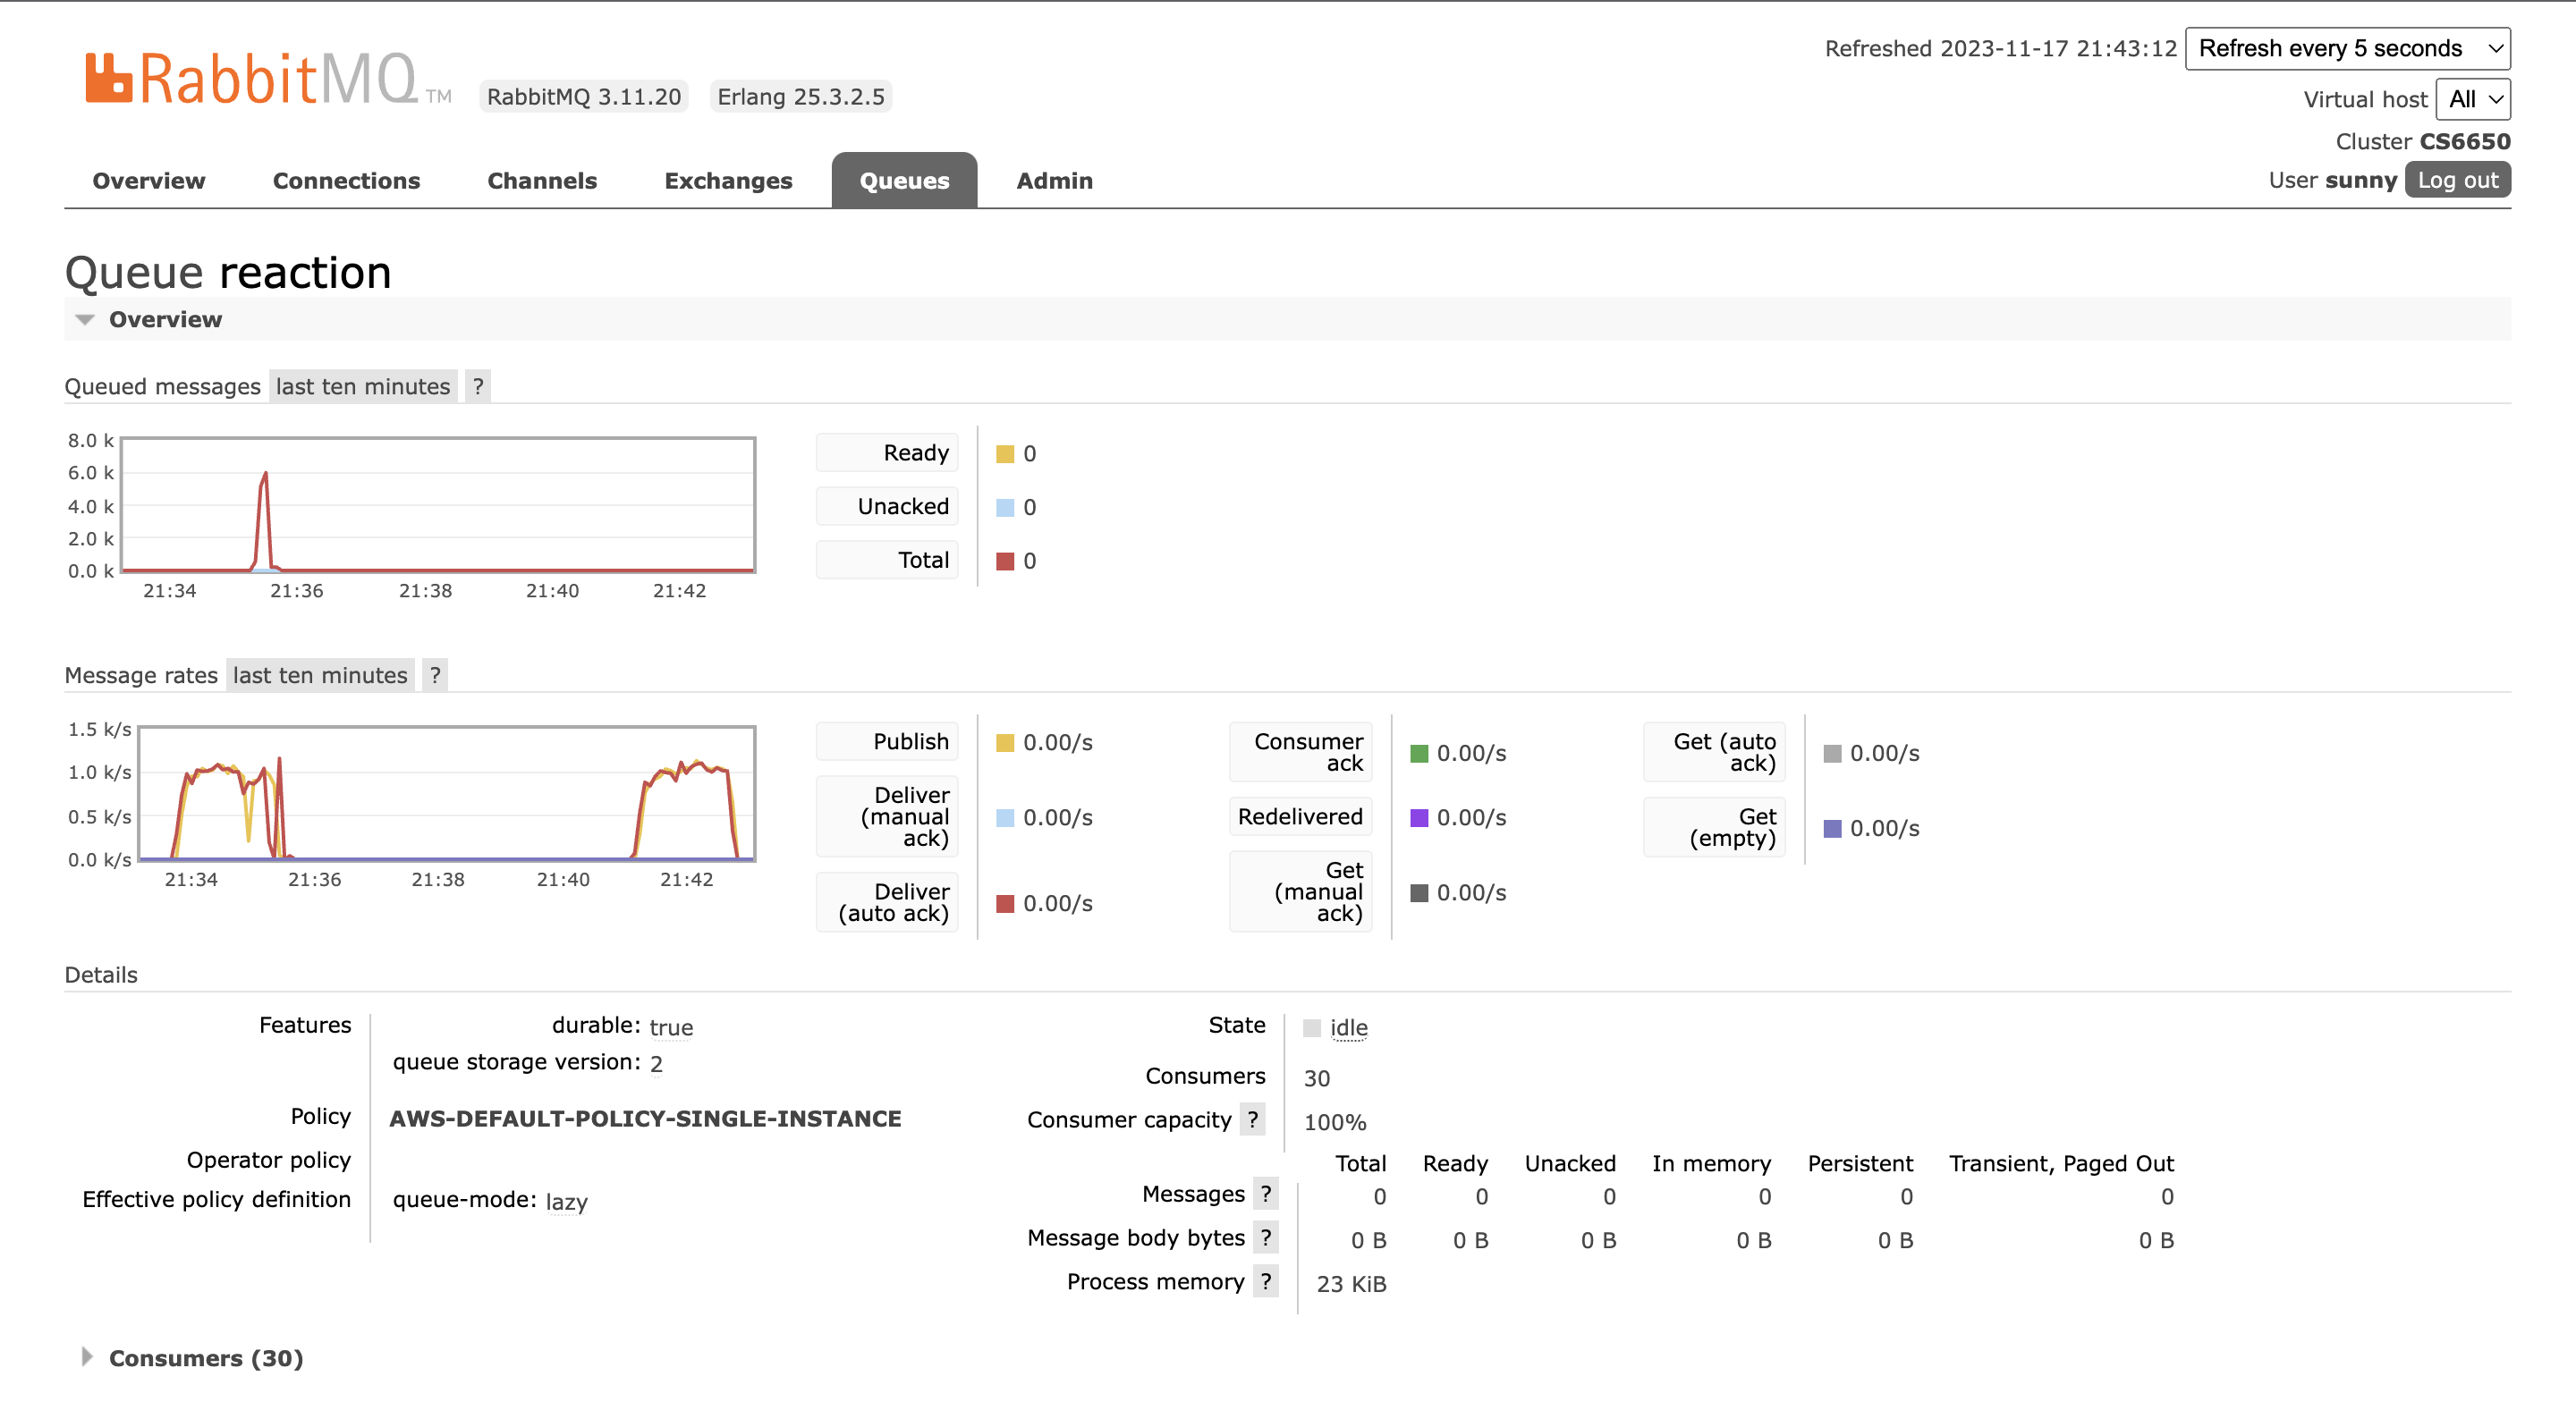 RabbitMQ TM RabbitMQ 3.11.20 Erlang 25.3.2.5
Refreshed 2023-11-17 21:43:12 Refresh every 5 seconds
Virtual host All
Cluster CS6650
User sunny Log out
Overview Connections Channels Exchanges Queues Admin
Queue reaction
Overview
Queued messages last ten minutes ?
8.0 k
6.0 k
4.0 k
2.0 k
0.0 k
21:34 21:36 21:38 21:40 21:42
Ready 0
Unacked 0
Total 0
Message rates last ten minutes ?
1.5 k/s
1.0 k/s
0.5 k/s
0.0 k/s
21:34 21:36 21:38 21:40 21:42
Publish 0.00/s
Deliver
(manual
ack) 0.00/s
Deliver
(auto ack) 0.00/s
Consumer
ack 0.00/s
Redelivered 0.00/s
Get
(manual
ack) 0.00/s
Get (auto
ack) 0.00/s
Get
(empty) 0.00/s
Details
Features durable: true
queue storage version: 2
Policy AWS-DEFAULT-POLICY-SINGLE-INSTANCE
Operator policy
Effective policy definition queue-mode: lazy
State idle
Consumers 30
Consumer capacity ? 100%
Total Ready Unacked In memory Persistent Transient, Paged Out
Messages ? 0 0 0 0 0 0
Message body bytes ? 0 B 0 B 0 B 0 B 0 B 0 B
Process memory ? 23 KiB
Consumers (30)